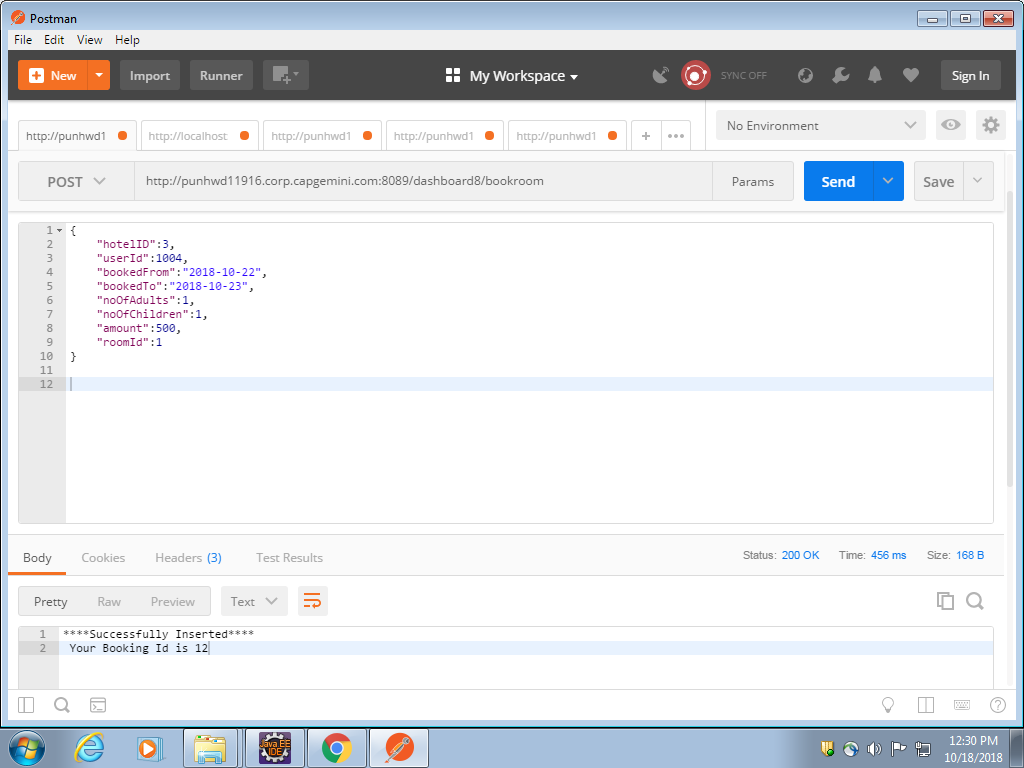 Postman
File Edit View Help
New Import Runner My Workspace SYNC OFF Sign In
http://punhwd1 http://localhost http://punhwd1 http://punhwd1 http://punhwd1 + ••• No Environment
POST http://punhwd11916.corp.capgemini.com:8089/dashboard8/bookroom Params Send Save
1 {
2 "hotelID":3,
3 "userId":1004,
4 "bookedFrom":"2018-10-22",
5 "bookedTo":"2018-10-23",
6 "noOfAdults":1,
7 "noOfChildren":1,
8 "amount":500,
9 "roomId":1
10 }
11
12
Body Cookies Headers (3) Test Results Status: 200 OK Time: 456 ms Size: 168 B
Pretty Raw Preview Text
1 ****Successfully Inserted****
2 Your Booking Id is 12
Java EE
IDE
12:30 PM
10/18/2018